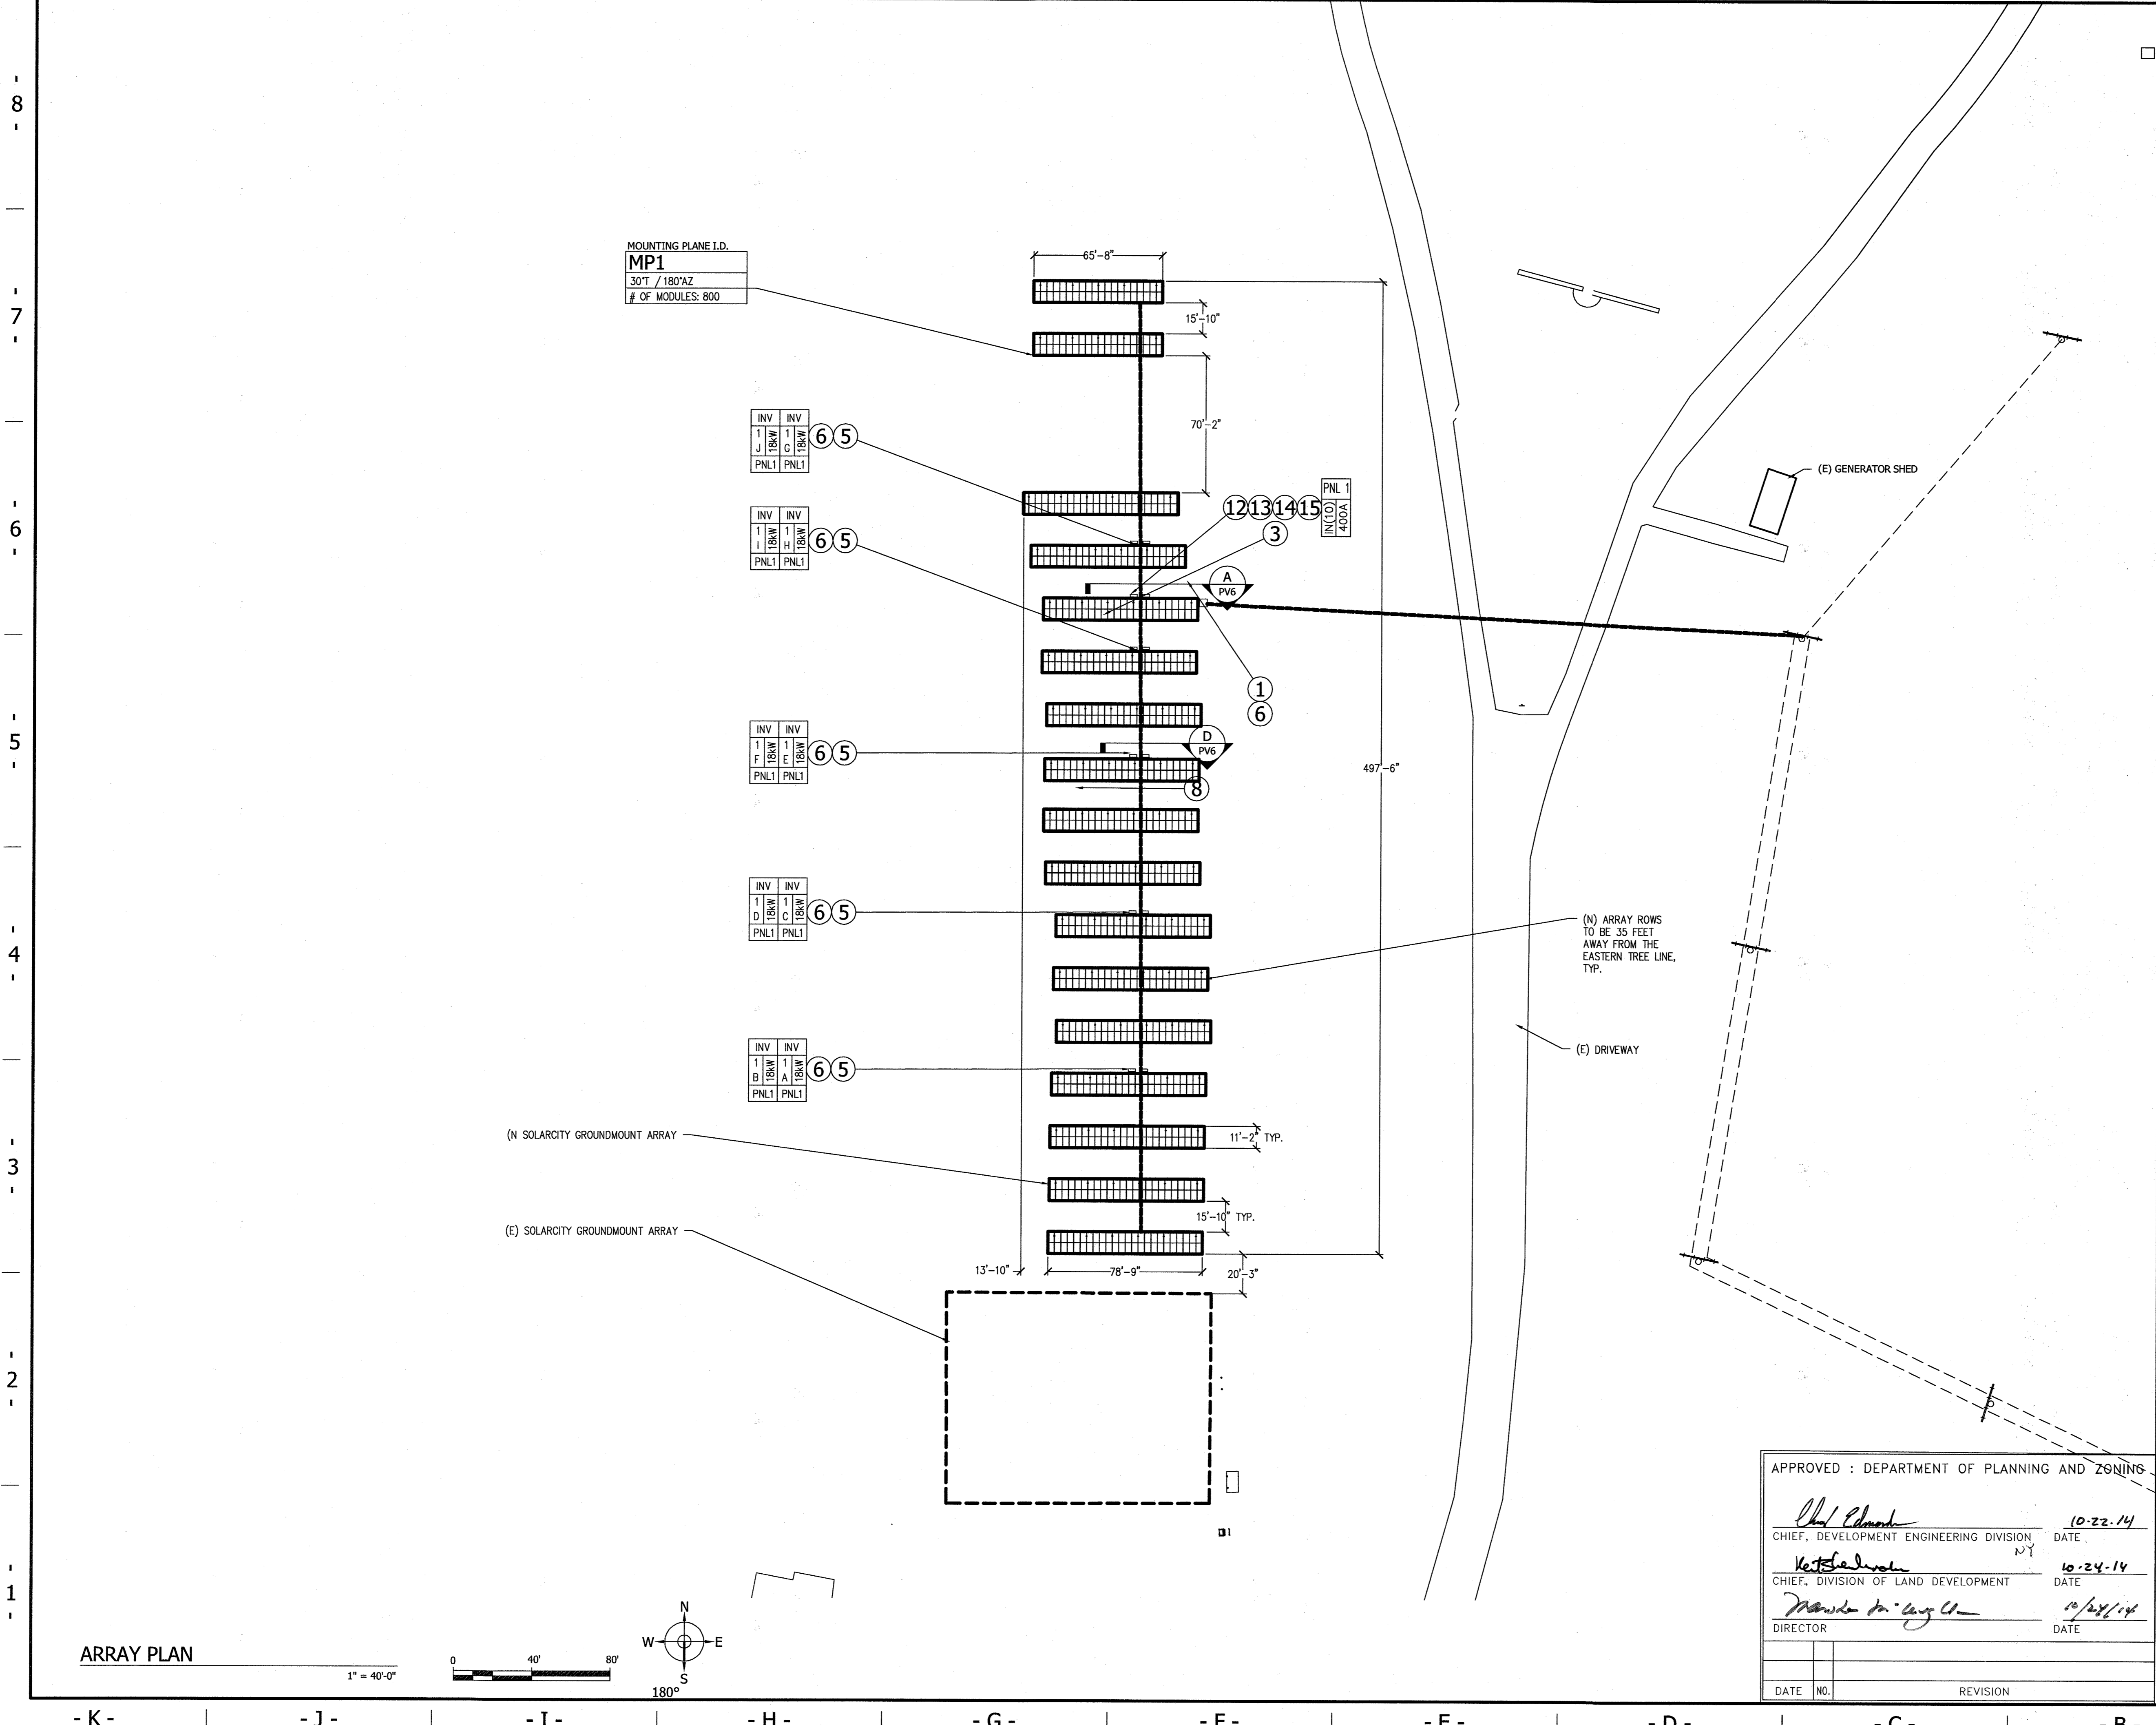 MOUNTING PLANE I.D.
MP1
30°T / 180°AZ
# OF MODULES: 800
65'-8"
15'-10"
70'-2"
INV INV
1 J 18kW 1 G 18kW
PNL1 PNL1
6 5
INV INV
1 I 18kW 1 H 18kW
PNL1 PNL1
6 5
12 13 14 15
3
PNL 1
IN(10) 400A
A
PV6
1
6
D
PV6
8
497'-6"
INV INV
1 F 18kW 1 E 18kW
PNL1 PNL1
6 5
INV INV
1 D 18kW 1 C 18kW
PNL1 PNL1
6 5
INV INV
1 B 18kW 1 A 18kW
PNL1 PNL1
6 5
(E) GENERATOR SHED
(N) ARRAY ROWS
TO BE 35 FEET
AWAY FROM THE
EASTERN TREE LINE,
TYP.
(E) DRIVEWAY
(N SOLARCITY GROUNDMOUNT ARRAY
11'-2" TYP.
15'-10" TYP.
(E) SOLARCITY GROUNDMOUNT ARRAY
13'-10"
78'-9"
20'-3"
APPROVED : DEPARTMENT OF PLANNING AND ZONING
10-22-14
CHIEF, DEVELOPMENT ENGINEERING DIVISION DATE
10-24-14
CHIEF, DIVISION OF LAND DEVELOPMENT DATE
10/24/14
DIRECTOR DATE
DATE NO. REVISION
ARRAY PLAN
1" = 40'-0"
0 40' 80'
N
W E
S
180°
8
7
6
5
4
3
2
1
- K - - J - - I - - H - - G - - F - - E - - D - - C - - B -